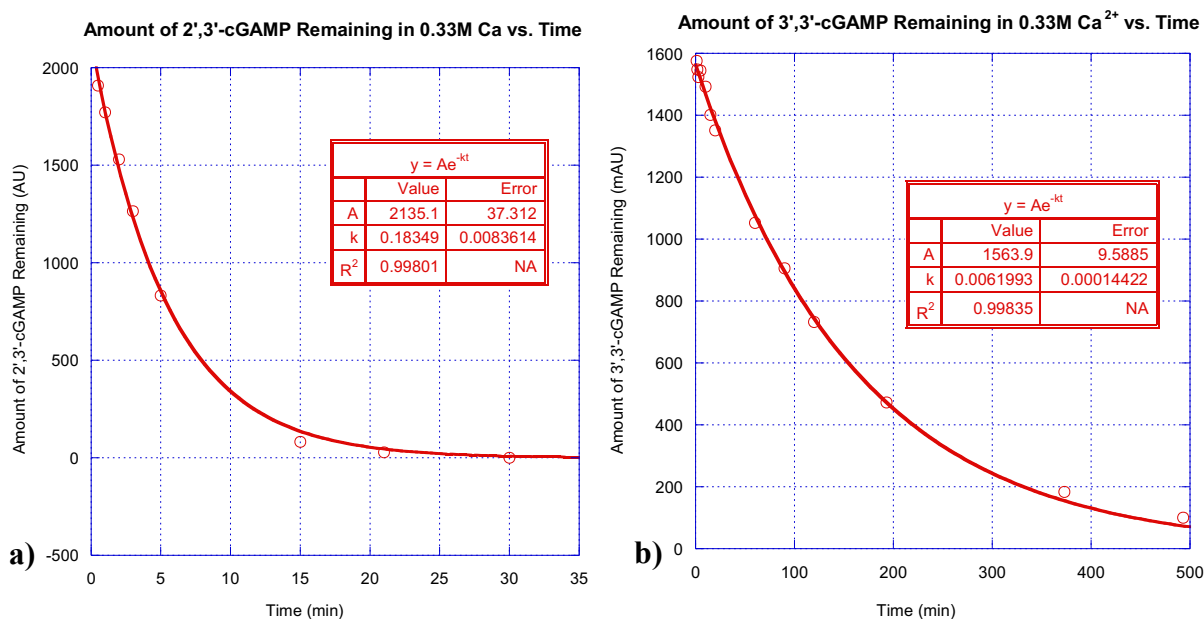 Amount of 2',3'-cGAMP Remaining in 0.33M Ca vs. Time
2000
1500
1000
500
0
-500
Amount of 2',3'-cGAMP Remaining (AU)
y = Ae^-kt
Value Error
A 2135.1 37.312
k 0.18349 0.0083614
R² 0.99801 NA
0 5 10 15 20 25 30 35
Time (min)
a)
Amount of 3',3'-cGAMP Remaining in 0.33M Ca²⁺ vs. Time
1600
1400
1200
1000
800
600
400
200
0
Amount of 3',3'-cGAMP Remaining (mAU)
y = Ae^-kt
Value Error
A 1563.9 9.5885
k 0.0061993 0.00014422
R² 0.99835 NA
0 100 200 300 400 500
Time (min)
b)